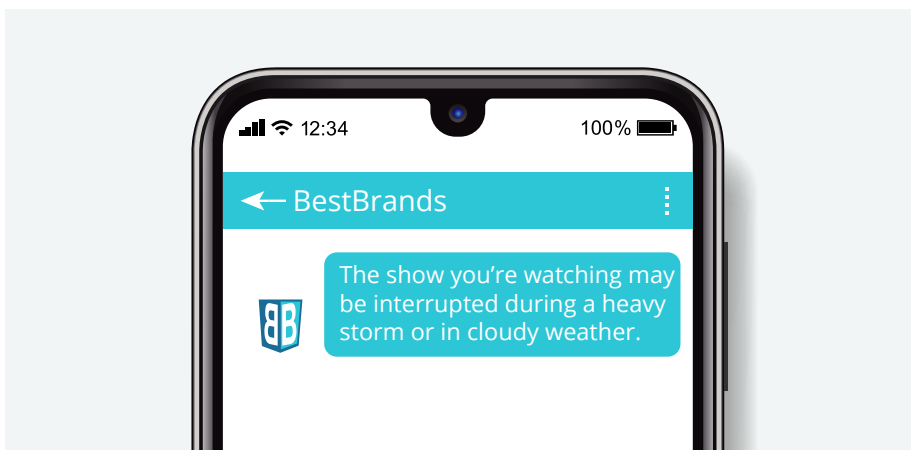 12:34 100%
BestBrands
The show you’re watching may
be interrupted during a heavy
storm or in cloudy weather.
BB